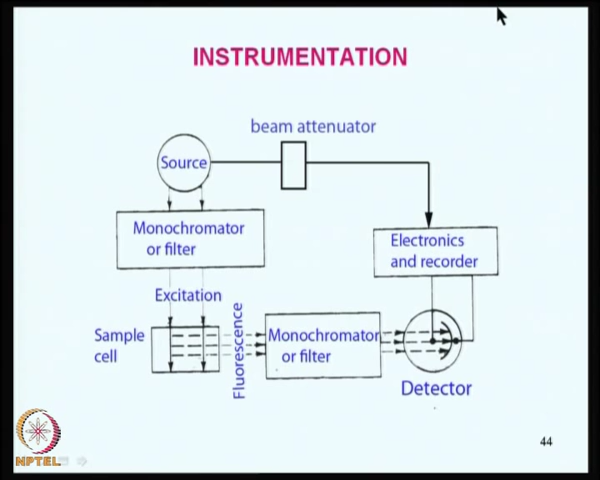 INSTRUMENTATION
beam attenuator
Source
Monochromator
or filter
Electronics
and recorder
Excitation
Sample
cell
Fluorescence
Monochromator
or filter
Detector
44
NPTEL